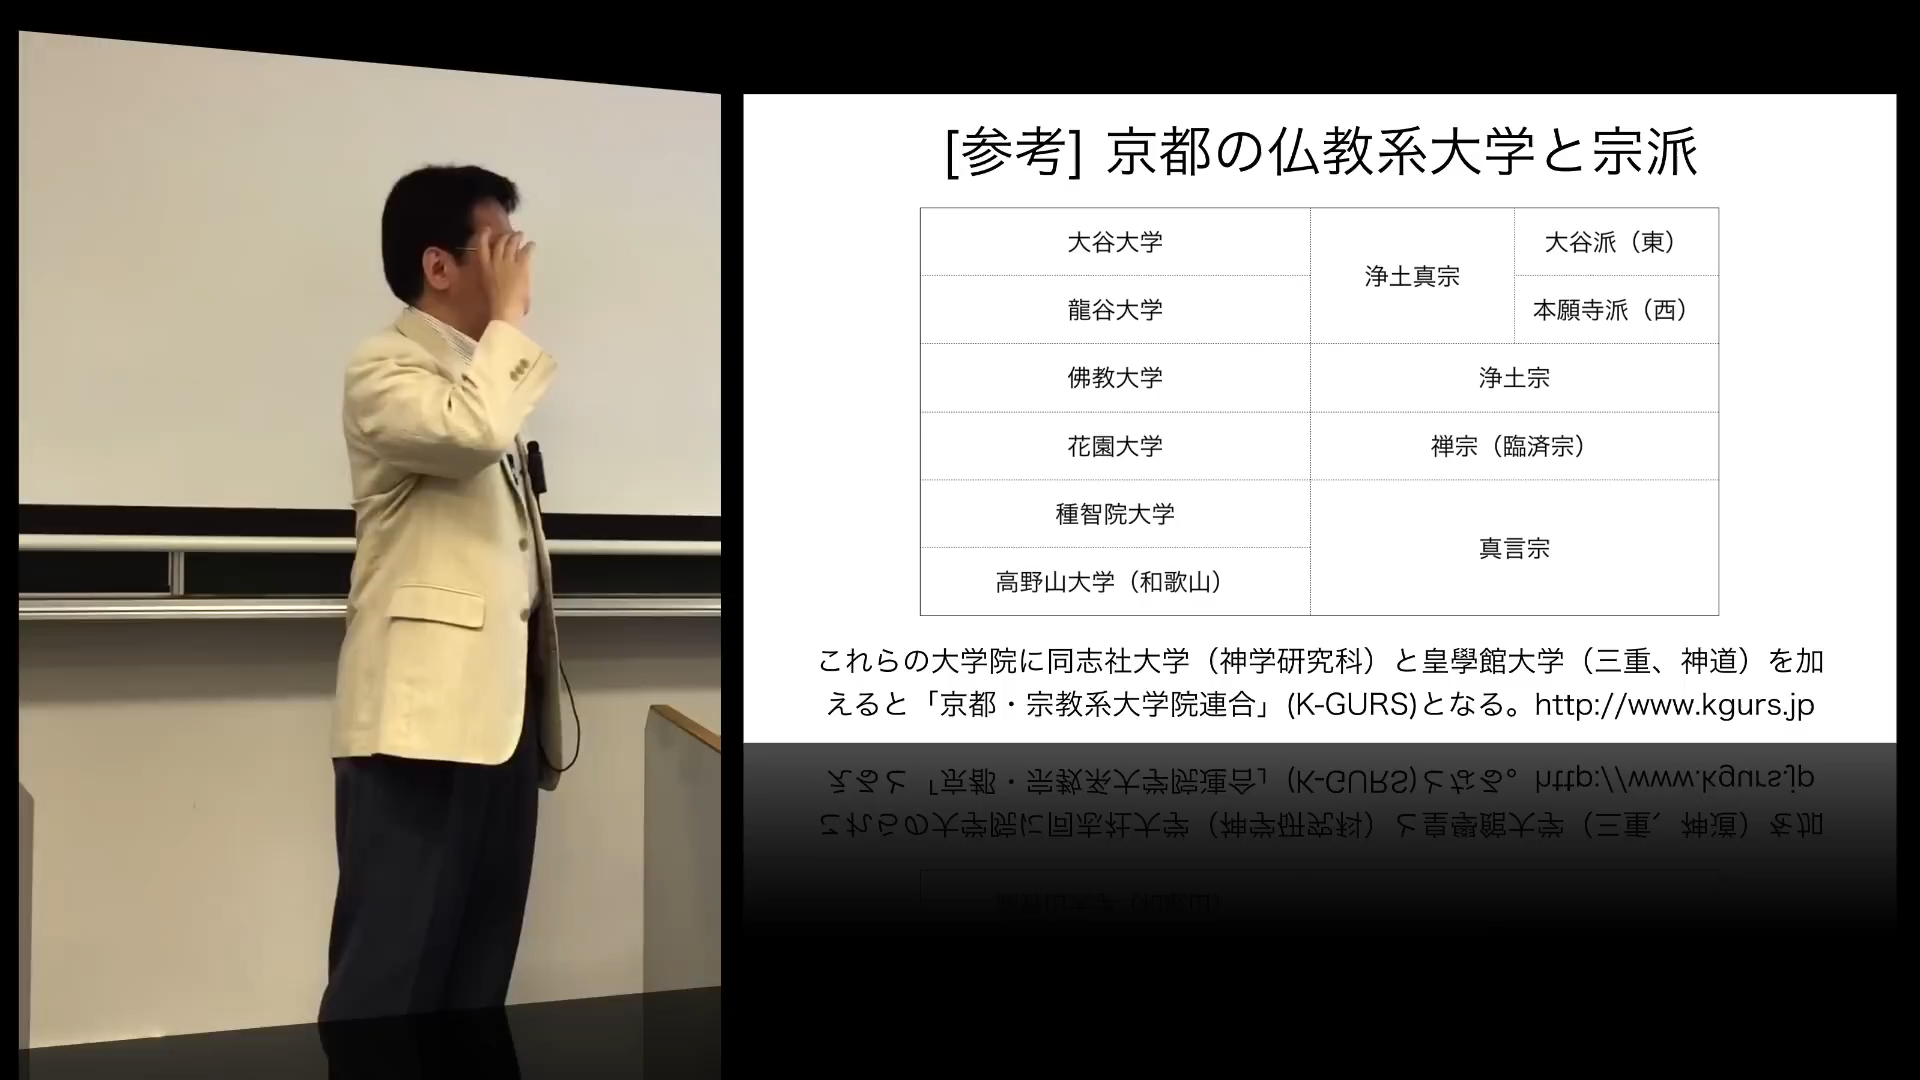 [参考] 京都の仏教系大学と宗派
大谷大学
浄土真宗
大谷派（東）
龍谷大学
本願寺派（西）
佛教大学
浄土宗
花園大学
禅宗（臨済宗）
種智院大学
真言宗
高野山大学（和歌山）
これらの大学院に同志社大学（神学研究科）と皇學館大学（三重、神道）を加
えると「京都・宗教系大学院連合」(K-GURS)となる。http://www.kgurs.jp